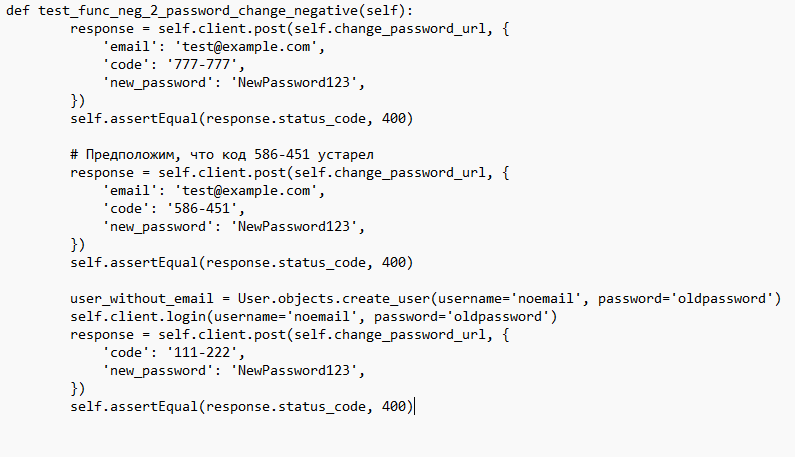 def test_func_neg_2_password_change_negative(self):
        response = self.client.post(self.change_password_url, {
            'email': 'test@example.com',
            'code': '777-777',
            'new_password': 'NewPassword123',
        })
        self.assertEqual(response.status_code, 400)

        # Предположим, что код 586-451 устарел
        response = self.client.post(self.change_password_url, {
            'email': 'test@example.com',
            'code': '586-451',
            'new_password': 'NewPassword123',
        })
        self.assertEqual(response.status_code, 400)

        user_without_email = User.objects.create_user(username='noemail', password='oldpassword')
        self.client.login(username='noemail', password='oldpassword')
        response = self.client.post(self.change_password_url, {
            'code': '111-222',
            'new_password': 'NewPassword123',
        })
        self.assertEqual(response.status_code, 400)